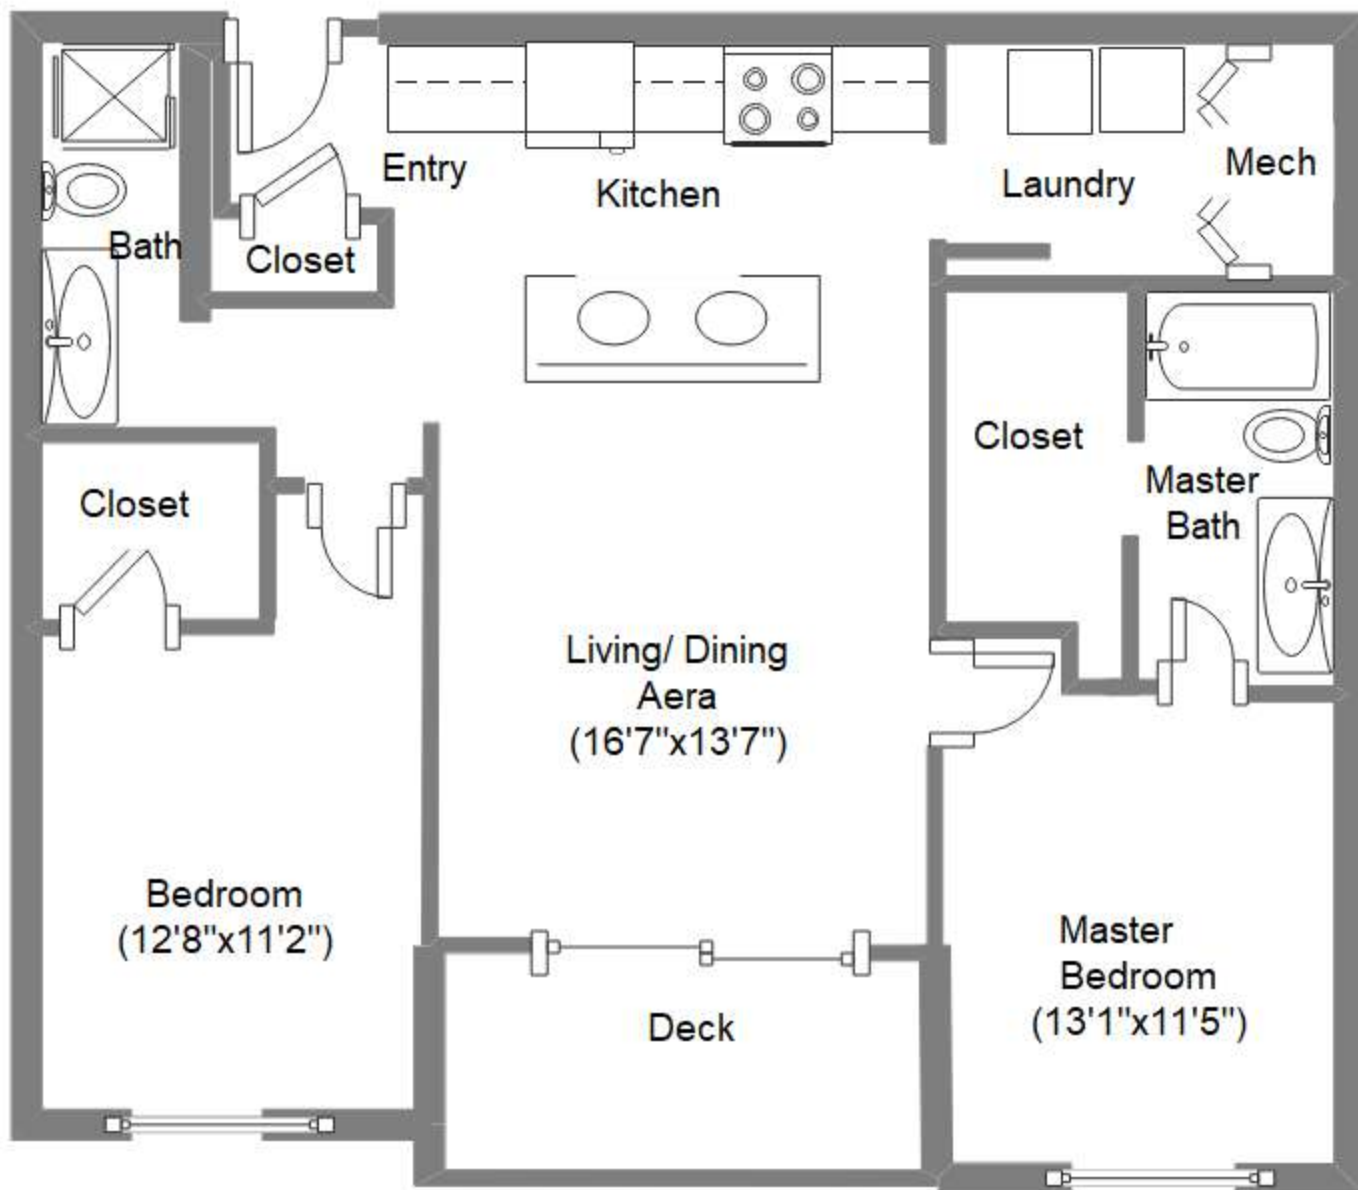 Entry
Kitchen
Laundry
Mech
Bath
Closet
Closet
Closet
Master
Bath
Living/ Dining
Aera
(16'7"x13'7")
Bedroom
(12'8"x11'2")
Master
Bedroom
(13'1"x11'5")
Deck